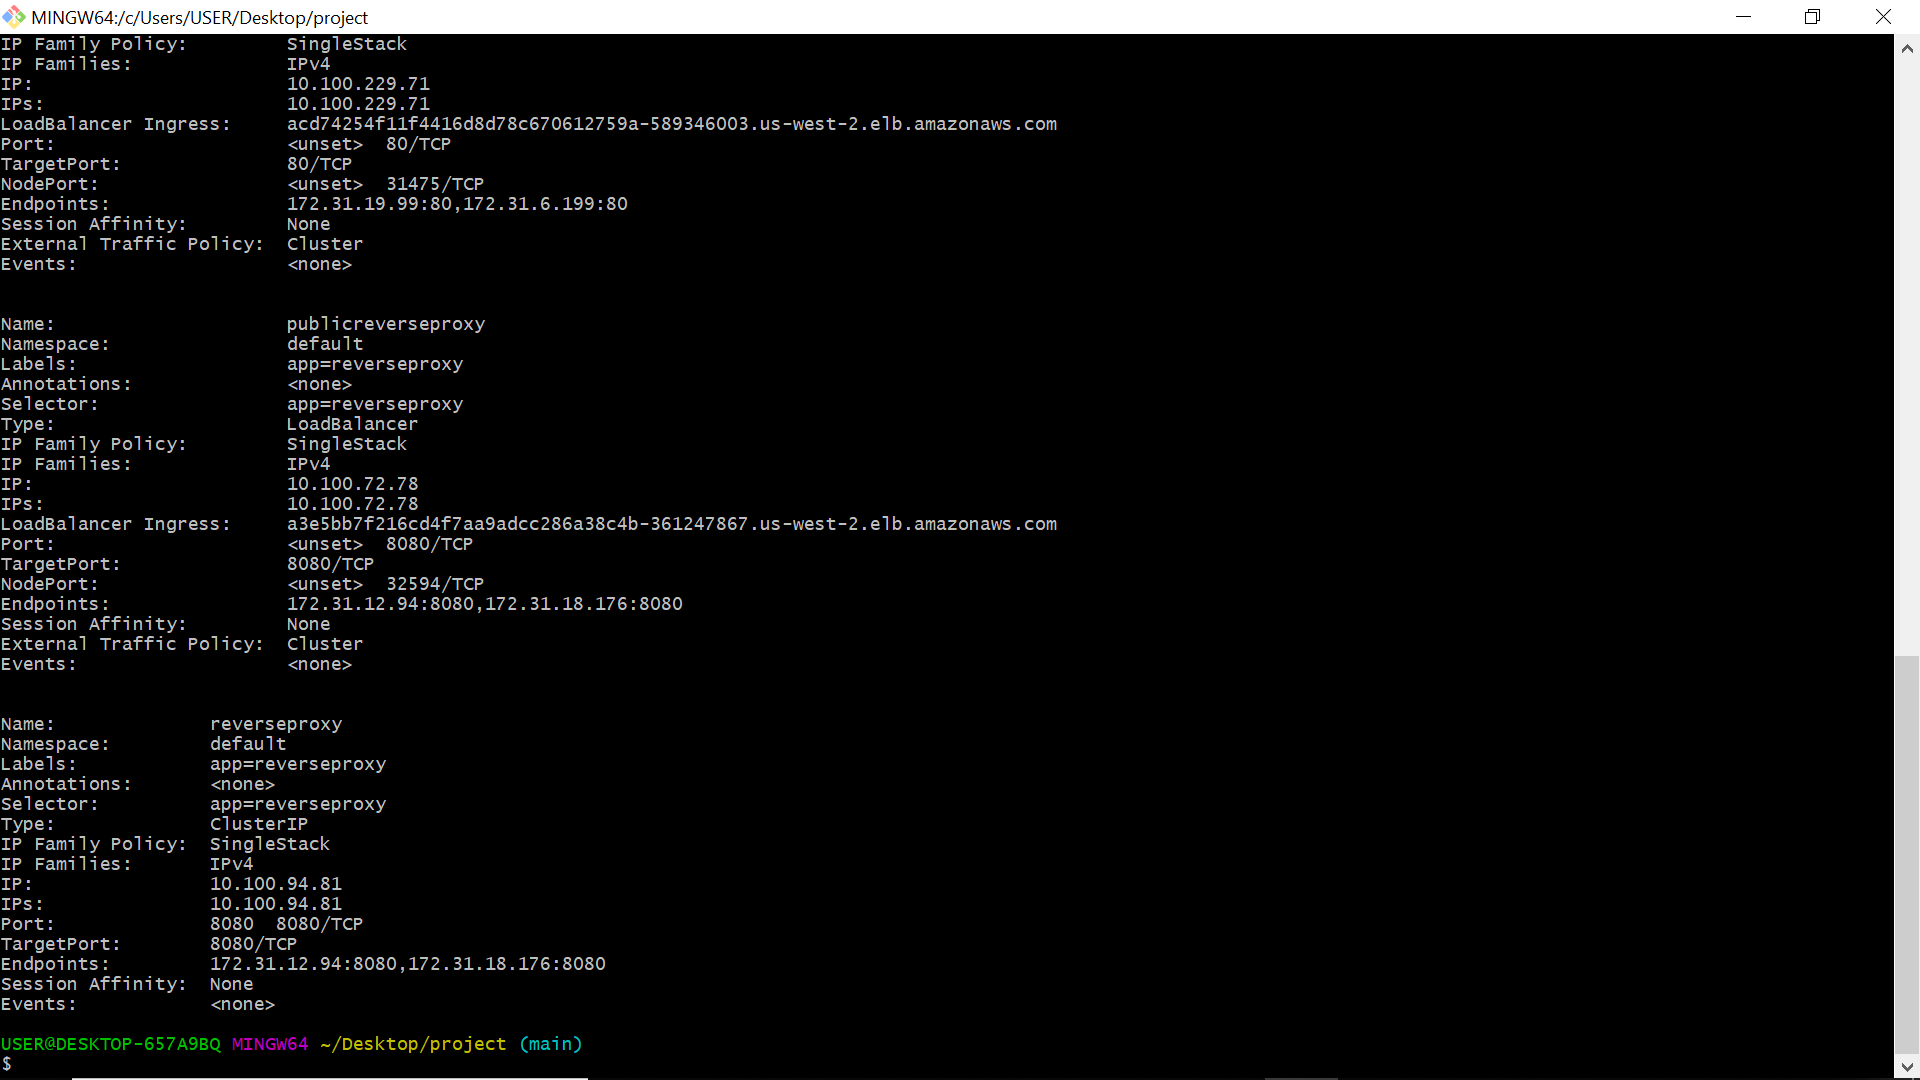 MINGW64:/c/Users/USER/Desktop/project
IP Family Policy:         SingleStack
IP Families:              IPv4
IP:                       10.100.229.71
IPs:                      10.100.229.71
LoadBalancer Ingress:     acd74254f11f4416d8d78c670612759a-589346003.us-west-2.elb.amazonaws.com
Port:                     <unset>  80/TCP
TargetPort:               80/TCP
NodePort:                 <unset>  31475/TCP
Endpoints:                172.31.19.99:80,172.31.6.199:80
Session Affinity:         None
External Traffic Policy:  Cluster
Events:                   <none>
Name:                     publicreverseproxy
Namespace:                default
Labels:                   app=reverseproxy
Annotations:              <none>
Selector:                 app=reverseproxy
Type:                     LoadBalancer
IP Family Policy:         SingleStack
IP Families:              IPv4
IP:                       10.100.72.78
IPs:                      10.100.72.78
LoadBalancer Ingress:     a3e5bb7f216cd4f7aa9adcc286a38c4b-361247867.us-west-2.elb.amazonaws.com
Port:                     <unset>  8080/TCP
TargetPort:               8080/TCP
NodePort:                 <unset>  32594/TCP
Endpoints:                172.31.12.94:8080,172.31.18.176:8080
Session Affinity:         None
External Traffic Policy:  Cluster
Events:                   <none>
Name:              reverseproxy
Namespace:         default
Labels:            app=reverseproxy
Annotations:       <none>
Selector:          app=reverseproxy
Type:              ClusterIP
IP Family Policy:  SingleStack
IP Families:       IPv4
IP:                10.100.94.81
IPs:               10.100.94.81
Port:              8080  8080/TCP
TargetPort:        8080/TCP
Endpoints:         172.31.12.94:8080,172.31.18.176:8080
Session Affinity:  None
Events:            <none>
USER@DESKTOP-657A9BQ MINGW64 ~/Desktop/project (main)
$